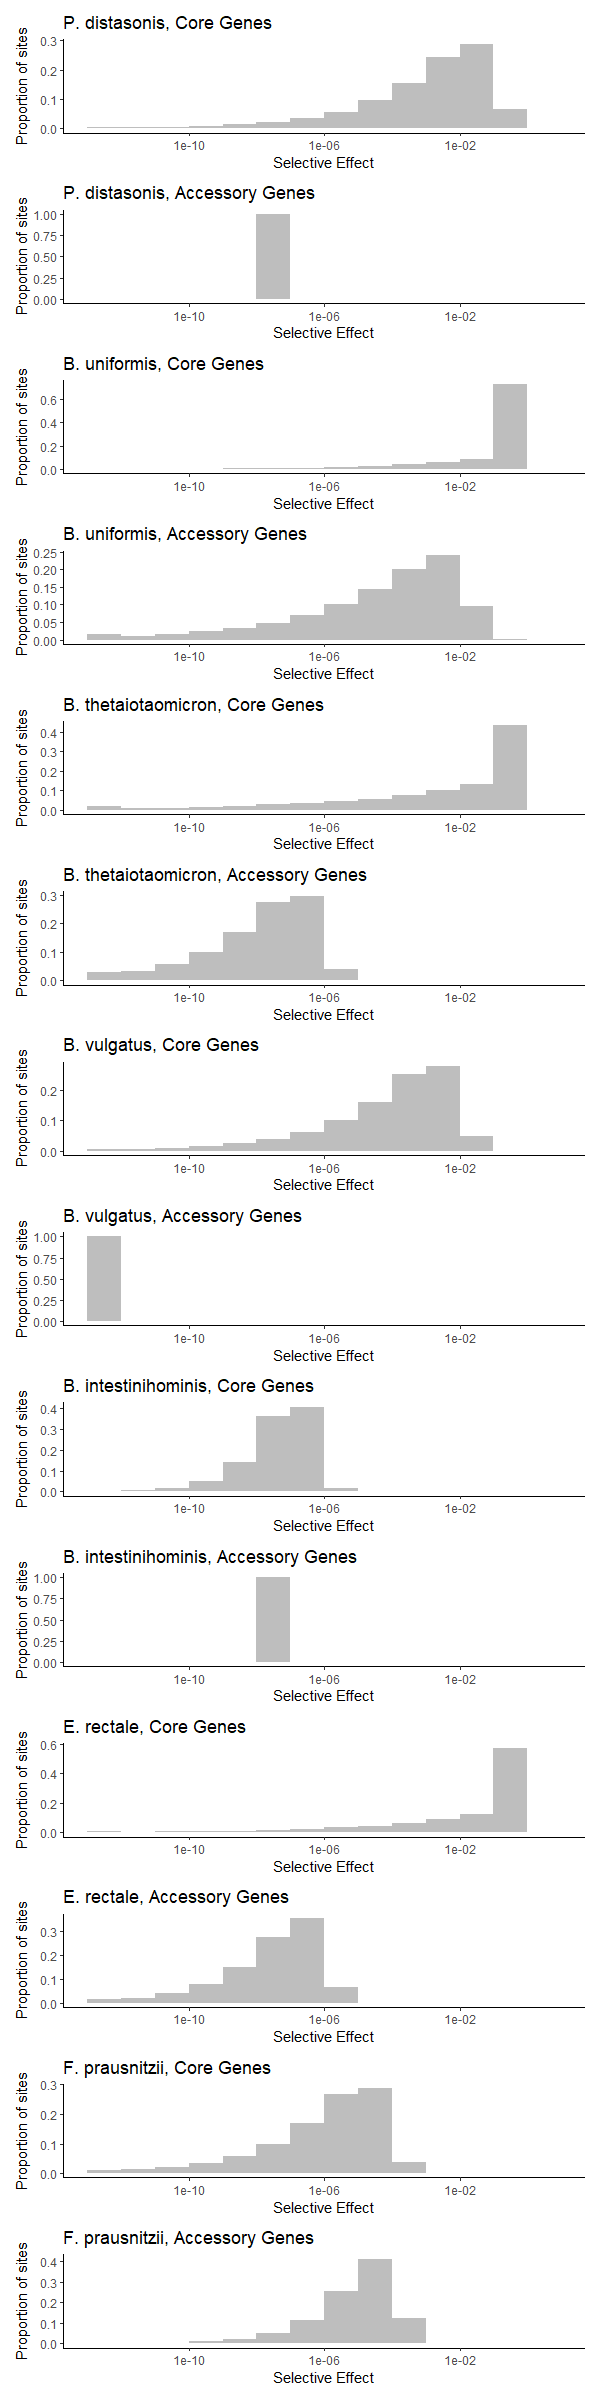 P. distasonis, Core Genes
Proportion of sites
0.3
0.2
0.1
0.0
1e-10 1e-06 1e-02
Selective Effect
P. distasonis, Accessory Genes
Proportion of sites
1.00
0.75
0.50
0.25
0.00
1e-10 1e-06 1e-02
Selective Effect
B. uniformis, Core Genes
Proportion of sites
0.6
0.4
0.2
0.0
1e-10 1e-06 1e-02
Selective Effect
B. uniformis, Accessory Genes
Proportion of sites
0.25
0.20
0.15
0.10
0.05
0.00
1e-10 1e-06 1e-02
Selective Effect
B. thetaiotaomicron, Core Genes
Proportion of sites
0.4
0.3
0.2
0.1
0.0
1e-10 1e-06 1e-02
Selective Effect
B. thetaiotaomicron, Accessory Genes
Proportion of sites
0.3
0.2
0.1
0.0
1e-10 1e-06 1e-02
Selective Effect
B. vulgatus, Core Genes
Proportion of sites
0.2
0.1
0.0
1e-10 1e-06 1e-02
Selective Effect
B. vulgatus, Accessory Genes
Proportion of sites
1.00
0.75
0.50
0.25
0.00
1e-10 1e-06 1e-02
Selective Effect
B. intestinihominis, Core Genes
Proportion of sites
0.4
0.3
0.2
0.1
0.0
1e-10 1e-06 1e-02
Selective Effect
B. intestinihominis, Accessory Genes
Proportion of sites
1.00
0.75
0.50
0.25
0.00
1e-10 1e-06 1e-02
Selective Effect
E. rectale, Core Genes
Proportion of sites
0.6
0.4
0.2
0.0
1e-10 1e-06 1e-02
Selective Effect
E. rectale, Accessory Genes
Proportion of sites
0.3
0.2
0.1
0.0
1e-10 1e-06 1e-02
Selective Effect
F. prausnitzii, Core Genes
Proportion of sites
0.3
0.2
0.1
0.0
1e-10 1e-06 1e-02
Selective Effect
F. prausnitzii, Accessory Genes
Proportion of sites
0.4
0.3
0.2
0.1
0.0
1e-10 1e-06 1e-02
Selective Effect